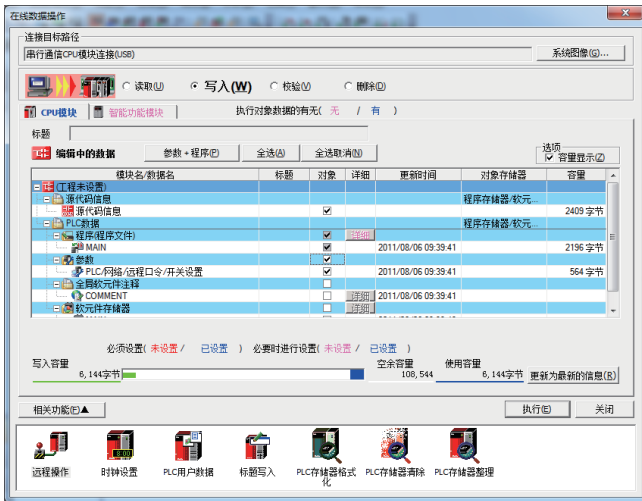 在线数据操作
连接目标路径
串行通信CPU模块连接(USB)
系统图像(G)...
读取(U) 写入(W) 校验(V) 删除(D)
CPU模块 智能功能模块 执行对象数据的有无( 无 / 有 )
标题
编辑中的数据 参数+程序(P) 全选(A) 全选取消(N)
选项
容量显示(Z)
模块名/数据名 标题 对象 详细 更新时间 对象存储器 容量
(工程未设置)
源代码信息 程序存储器/软元...
源代码信息 2409 字节
PLC数据 程序存储器/软元...
程序(程序文件) 详细
MAIN 2011/08/06 09:39:41 2196 字节
参数
PLC/网络/远程口令/开关设置 2011/08/06 09:39:41 564 字节
全局软元件注释
COMMENT 详细 2011/08/06 09:39:41
软元件存储器 详细
必须设置( 未设置 / 已设置 ) 必要时进行设置( 未设置 / 已设置 )
写入容量 空余容量 使用容量
6,144字节 108,544 6,144字节 更新为最新的信息(R)
相关功能(F)▲ 执行(E) 关闭
远程操作 时钟设置 PLC用户数据 标题写入 PLC存储器格式化 PLC存储器清除 PLC存储器整理